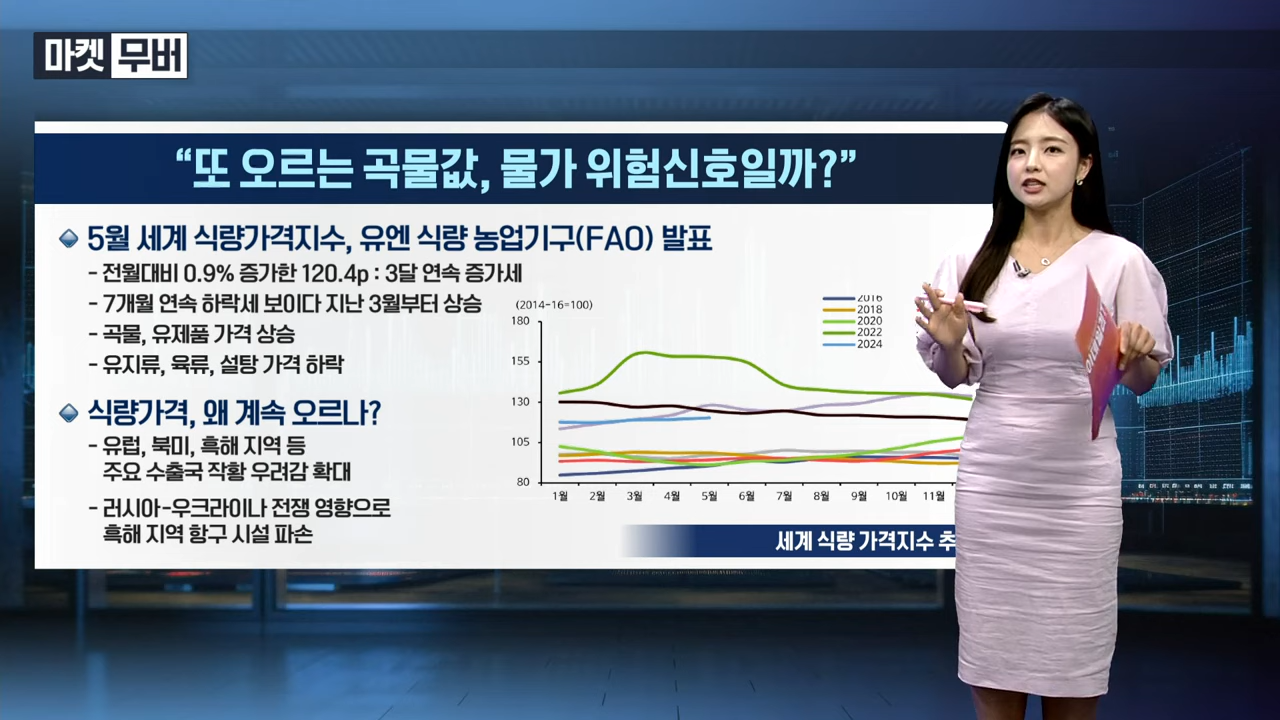 마켓 무버
“또 오르는 곡물값, 물가 위험신호일까?”
5월 세계 식량가격지수, 유엔 식량 농업기구(FAO) 발표
- 전월대비 0.9% 증가한 120.4p : 3달 연속 증가세
- 7개월 연속 하락세 보이다 지난 3월부터 상승
- 곡물, 유제품 가격 상승
- 유지류, 육류, 설탕 가격 하락
식량가격, 왜 계속 오르나?
- 유럽, 북미, 흑해 지역 등
주요 수출국 작황 우려감 확대
- 러시아-우크라이나 전쟁 영향으로
흑해 지역 항구 시설 파손
(2014-16=100)
2016
2018
2020
2022
2024
180
155
130
105
80
1월 2월 3월 4월 5월 6월 7월 8월 9월 10월 11월
세계 식량 가격지수 추